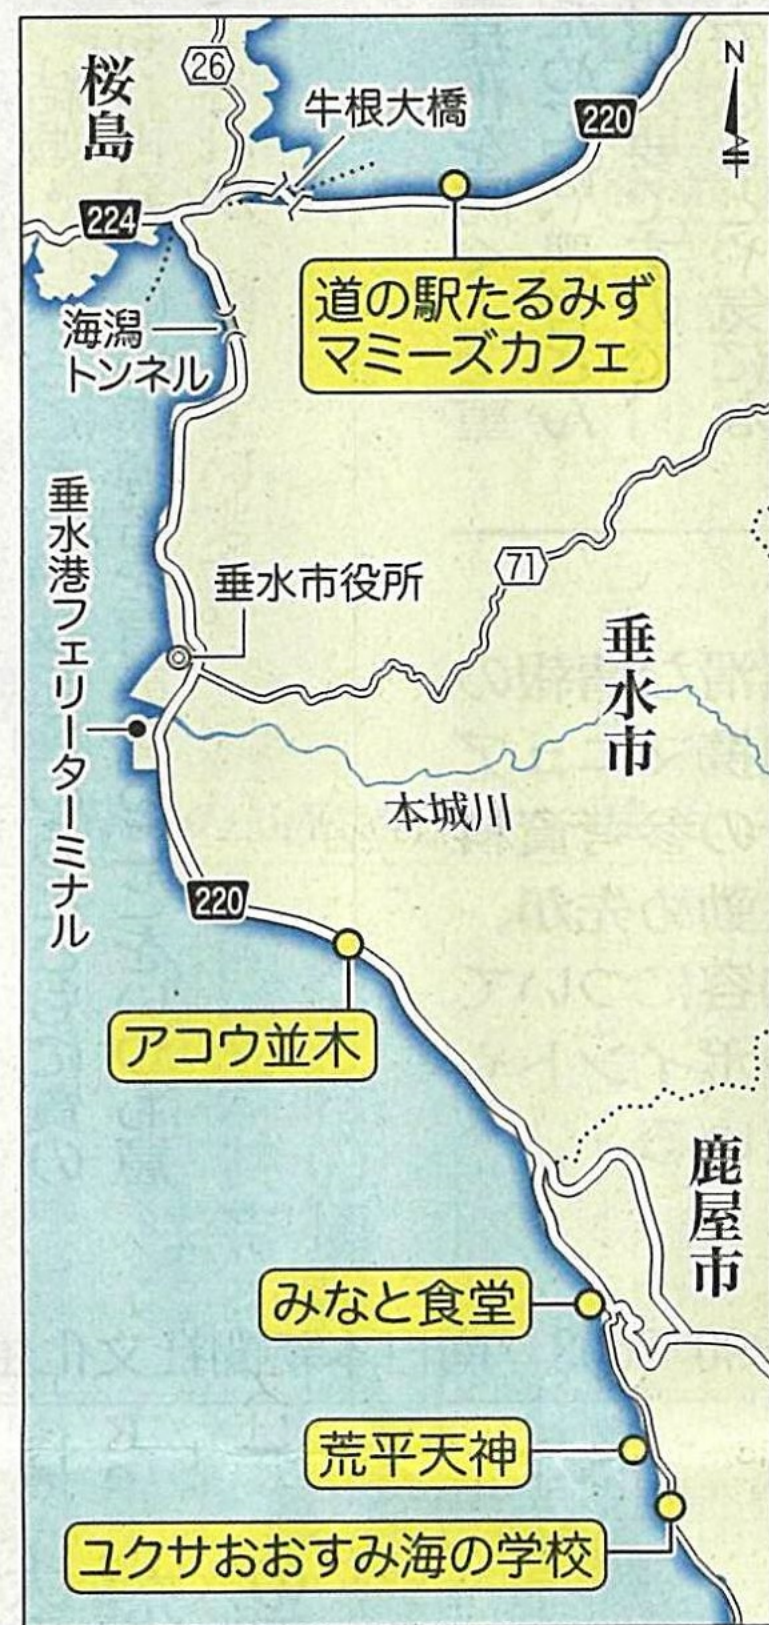 N
26
桜島
牛根大橋
220
224
道の駅たるみず
マミーズカフェ
海潟
トンネル
垂水港フェリーターミナル
71
垂水市役所
垂水市
本城川
220
アコウ並木
鹿屋市
みなと食堂
荒平天神
ユクサおおすみ海の学校